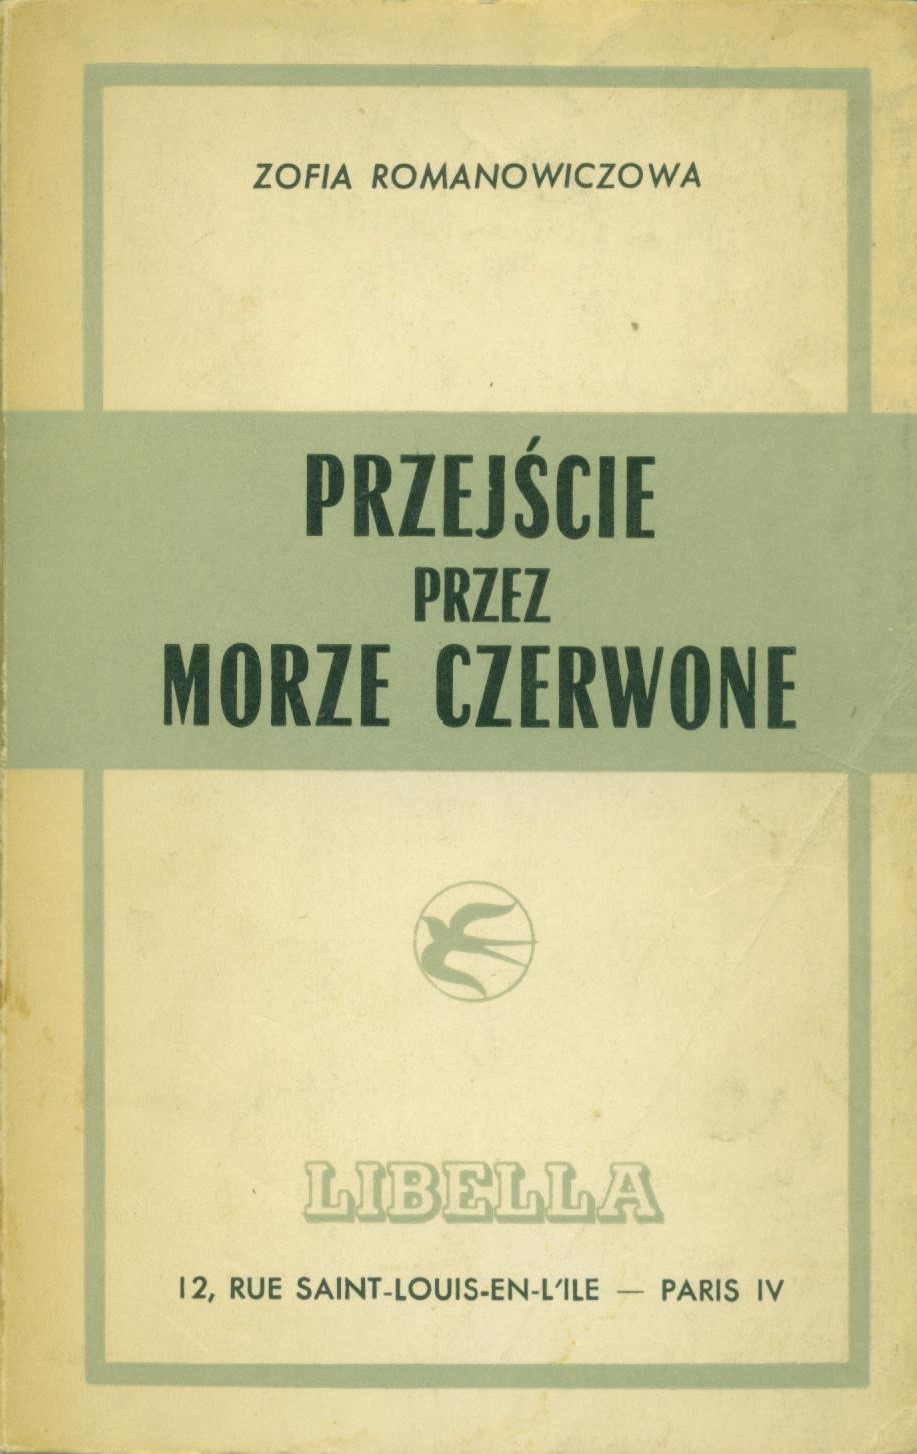 ZOFIA ROMANOWICZOWA
PRZEJŚCIE
PRZEZ
MORZE CZERWONE
LIBELLA
12, RUE SAINT-LOUIS-EN-L'ILE — PARIS IV